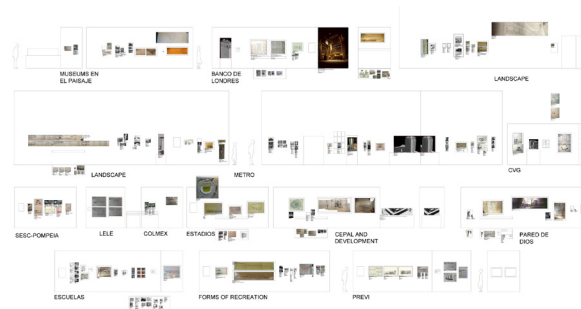 MUSEUMS EN
EL PAISAJE
BANCO DE
LONDRES
LANDSCAPE
LANDSCAPE
METRO
CVG
SESC-POMPEIA
LELE
COLMEX
ESTADIOS
CEPAL AND
DEVELOPMENT
PARED DE
DIOS
ESCUELAS
FORMS OF RECREATION
PREVI